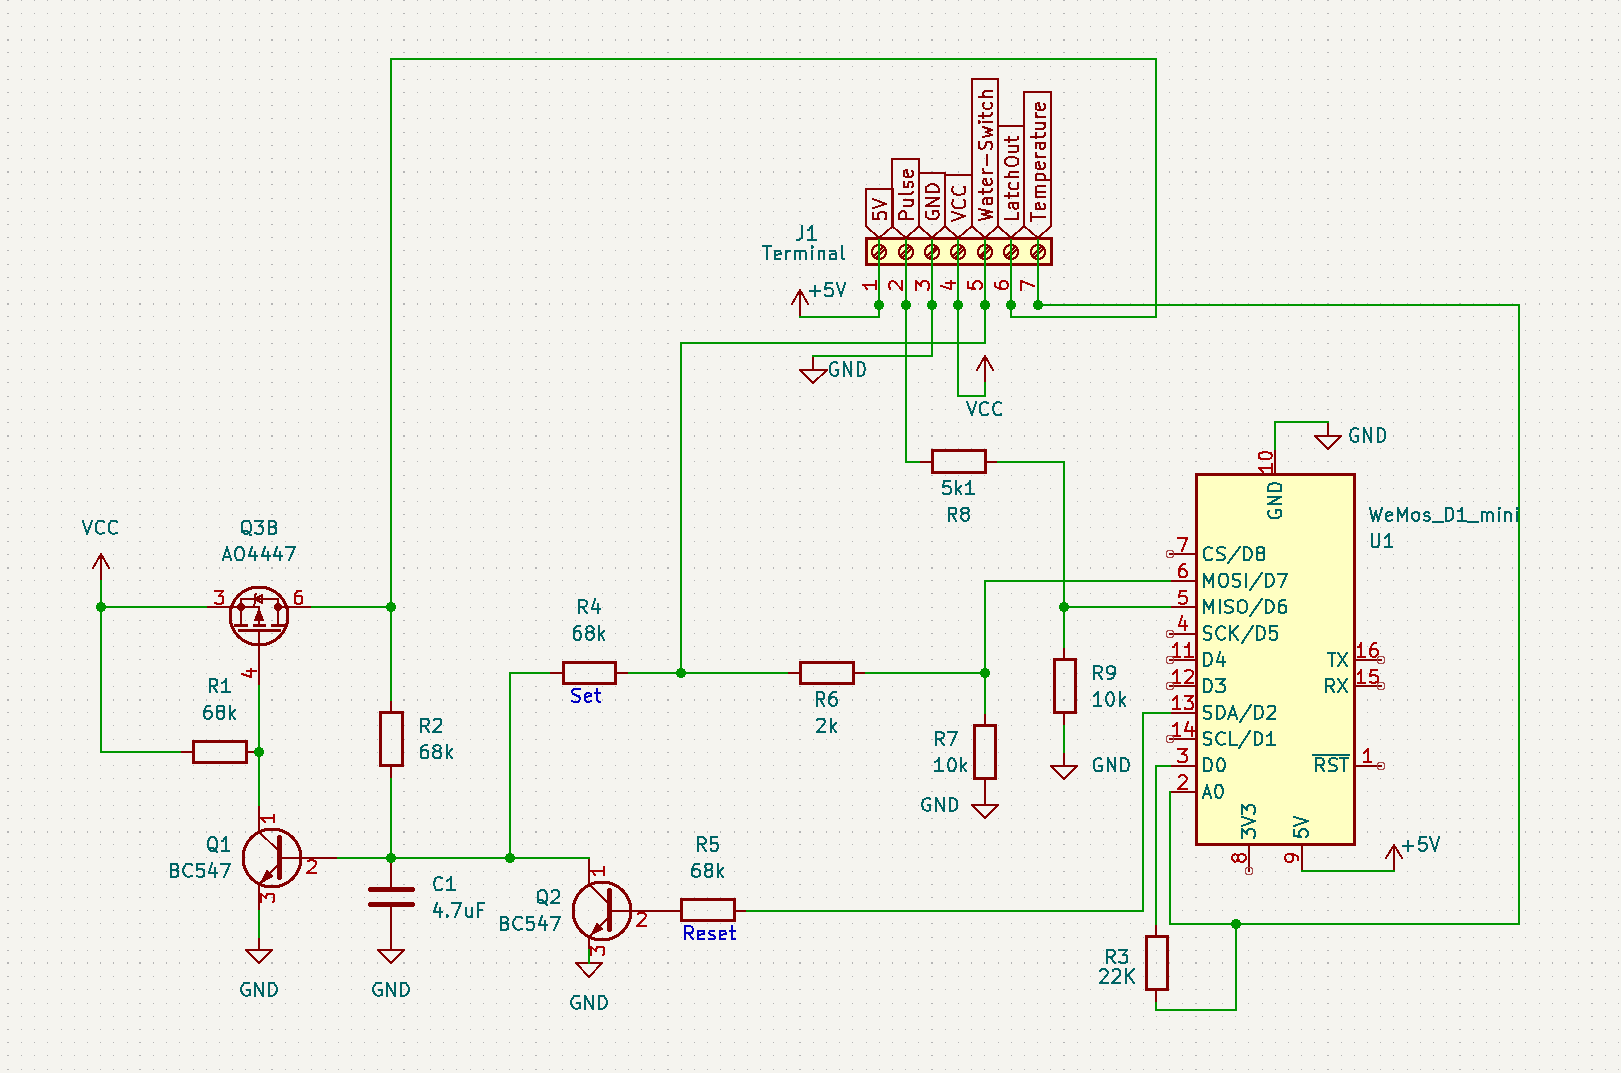 5V
Pulse
GND
VCC
Water-Switch
LatchOut
Temperature
J1
Terminal
1
2
3
4
5
6
7
+5V
GND
VCC
5k1
R8
GND
10
GND
WeMos_D1_mini
U1
7
CS/D8
6
MOSI/D7
5
MISO/D6
4
SCK/D5
11
D4
12
D3
13
SDA/D2
14
SCL/D1
3
D0
2
A0
TX
16
RX
15
RST
1
3V3
8
5V
9
+5V
VCC
Q3B
AO4447
3
6
4
R1
68k
R2
68k
R4
68k
Set
R6
2k
R7
10k
GND
R9
10k
GND
Q1
BC547
1
2
3
GND
C1
4.7uF
GND
Q2
BC547
1
2
3
GND
R5
68k
Reset
R3
22K